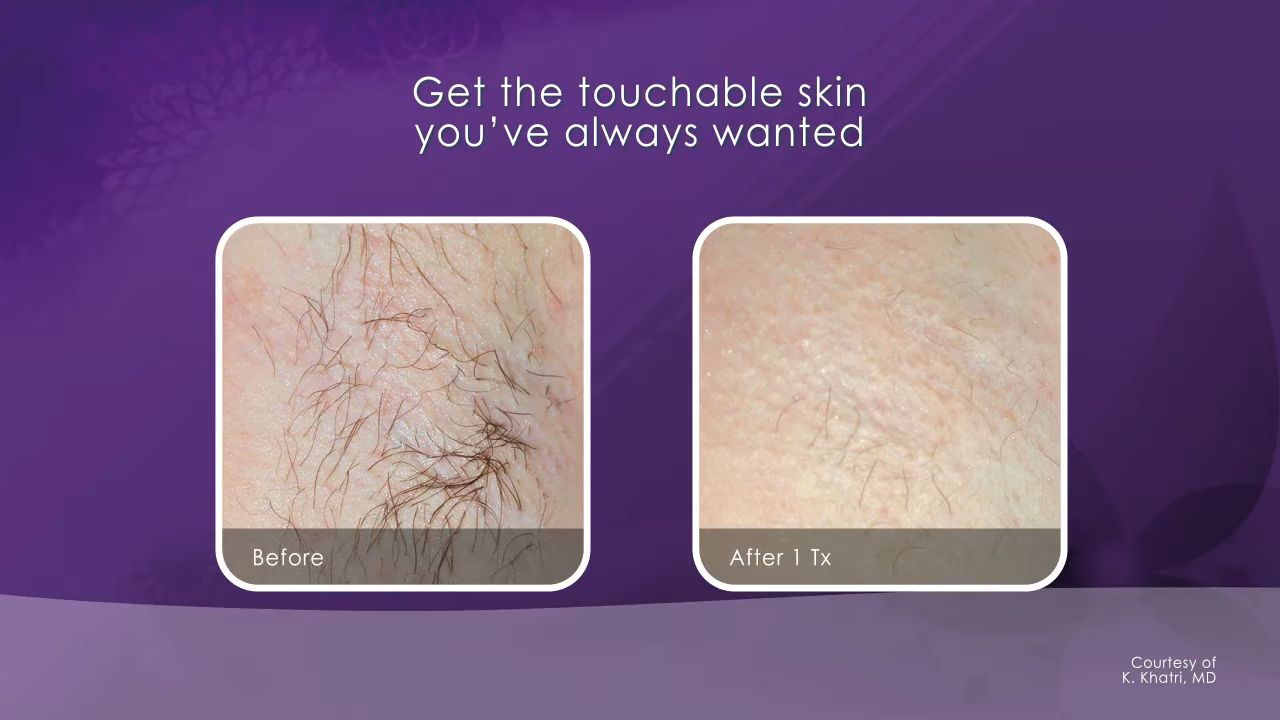 Get the touchable skin
you’ve always wanted
Before
After 1 Tx
Courtesy of
K. Khatri, MD